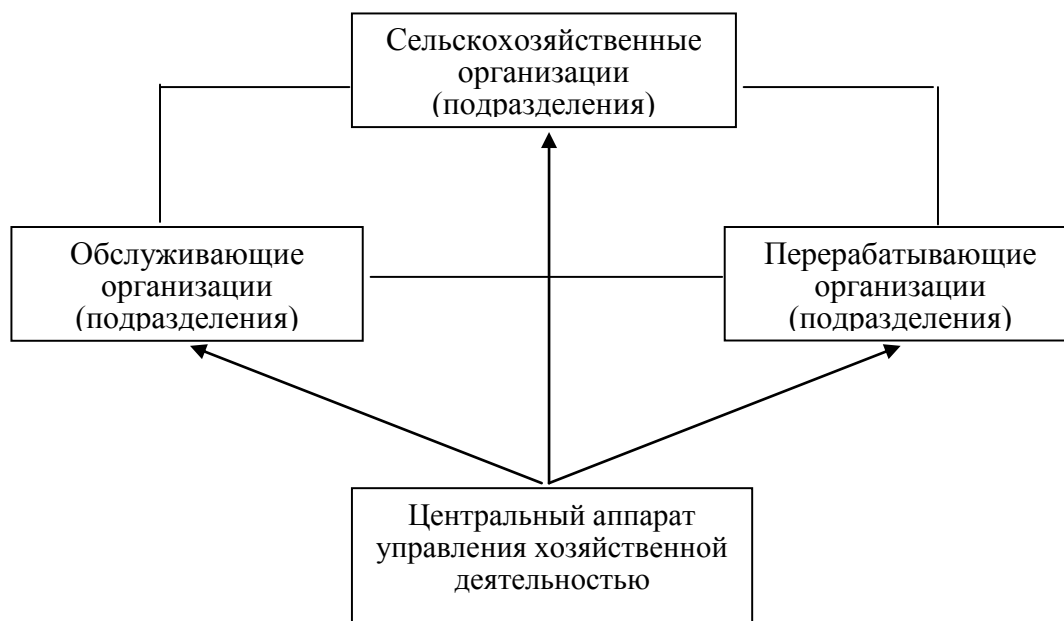 Сельскохозяйственные
организации
(подразделения)
Обслуживающие
организации
(подразделения)
Перерабатывающие
организации
(подразделения)
Центральный аппарат
управления хозяйственной
деятельностью